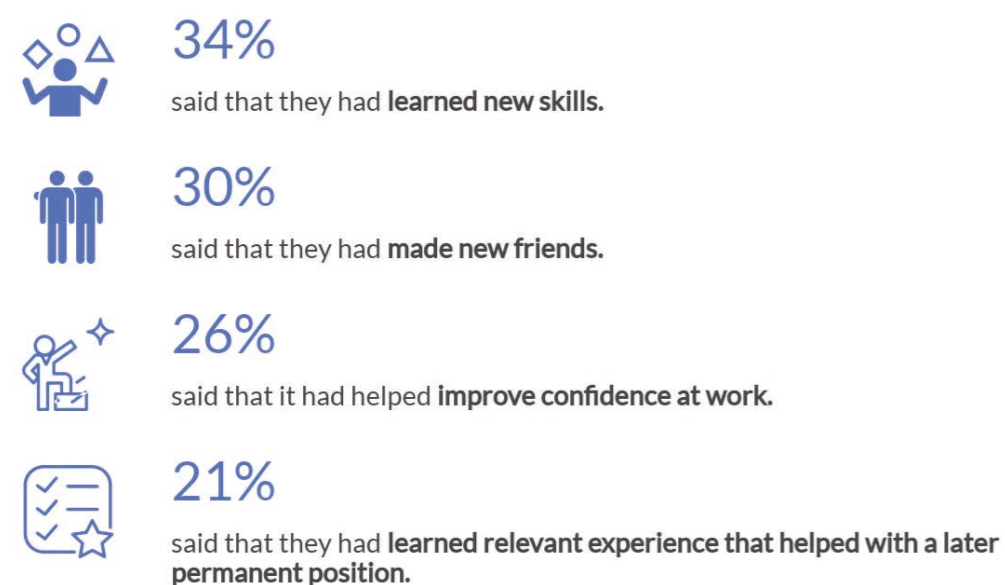 34%
said that they had learned new skills.
30%
said that they had made new friends.
26%
said that it had helped improve confidence at work.
21%
said that they had learned relevant experience that helped with a later
permanent position.